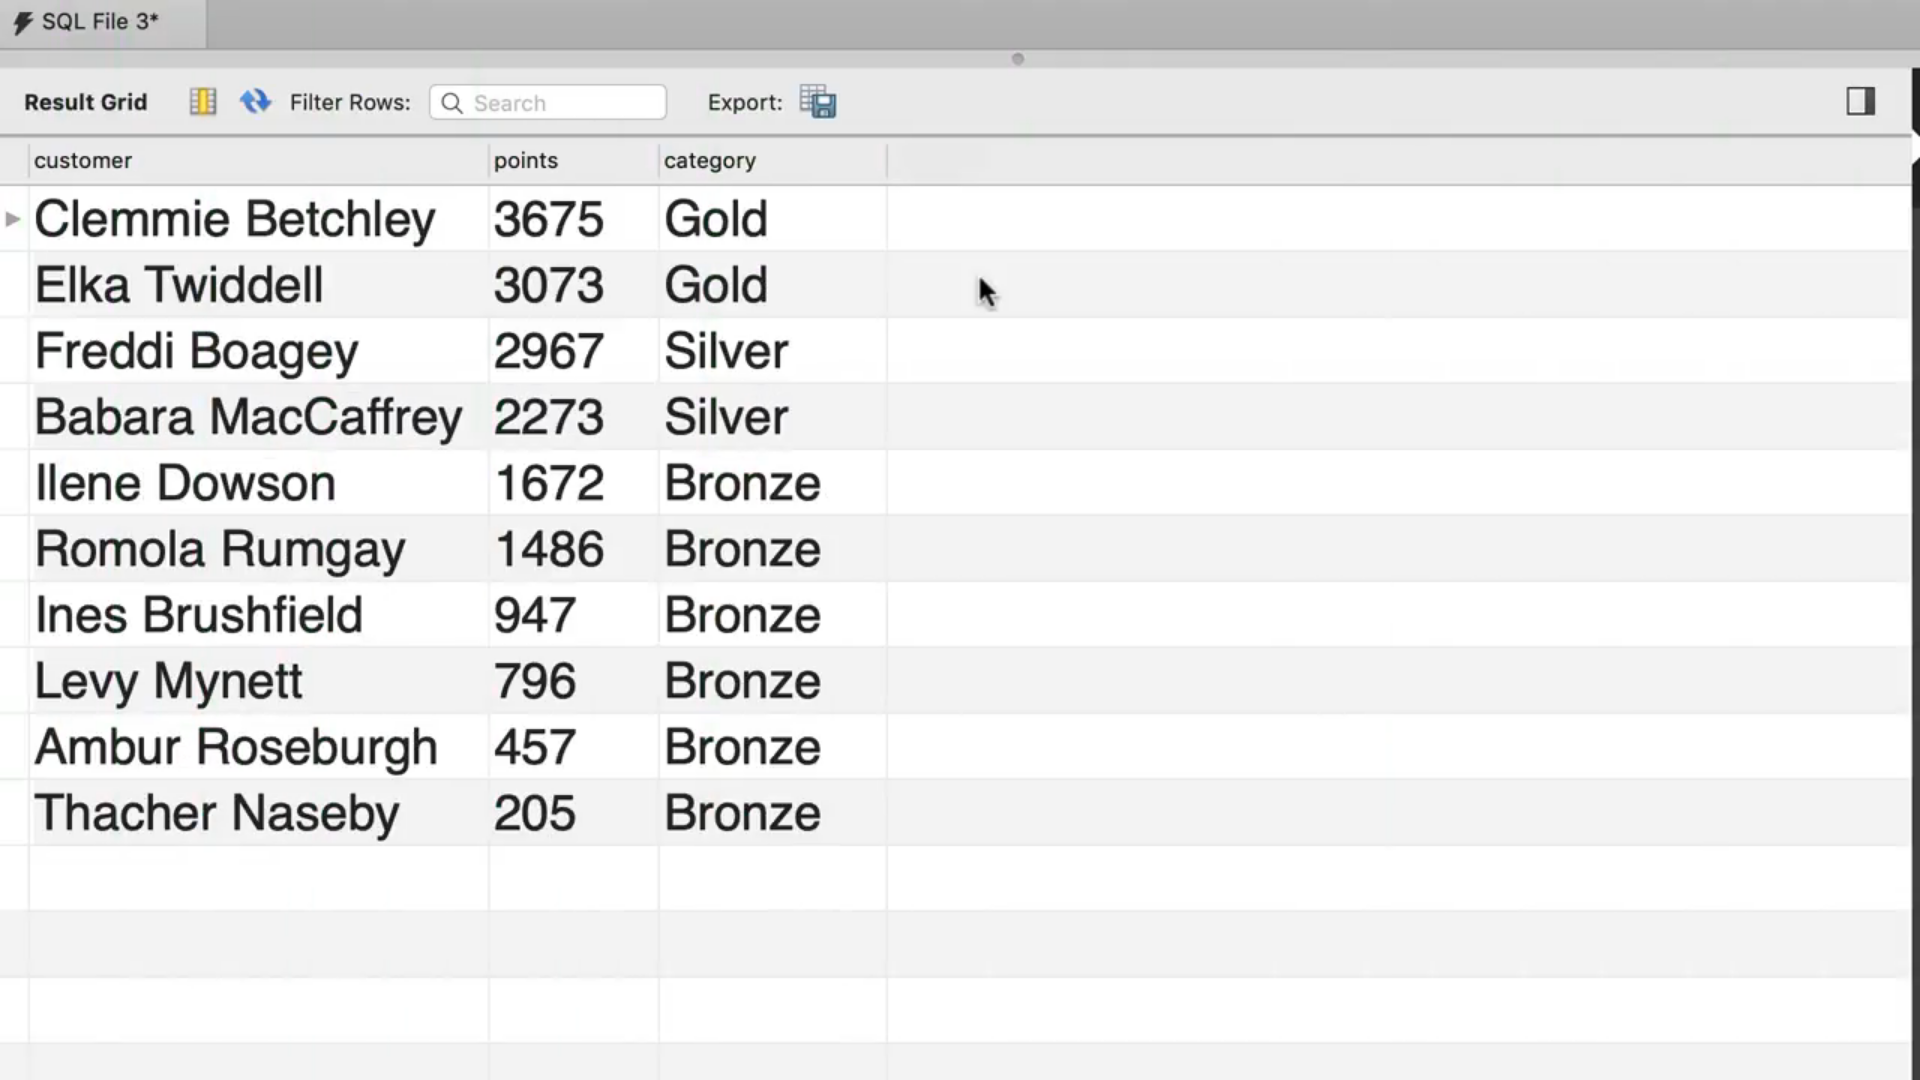 SQL File 3*
Result Grid Filter Rows: Search Export:
customer points category
Clemmie Betchley 3675 Gold
Elka Twiddell 3073 Gold
Freddi Boagey 2967 Silver
Babara MacCaffrey 2273 Silver
Ilene Dowson 1672 Bronze
Romola Rumgay 1486 Bronze
Ines Brushfield 947 Bronze
Levy Mynett 796 Bronze
Ambur Roseburgh 457 Bronze
Thacher Naseby 205 Bronze